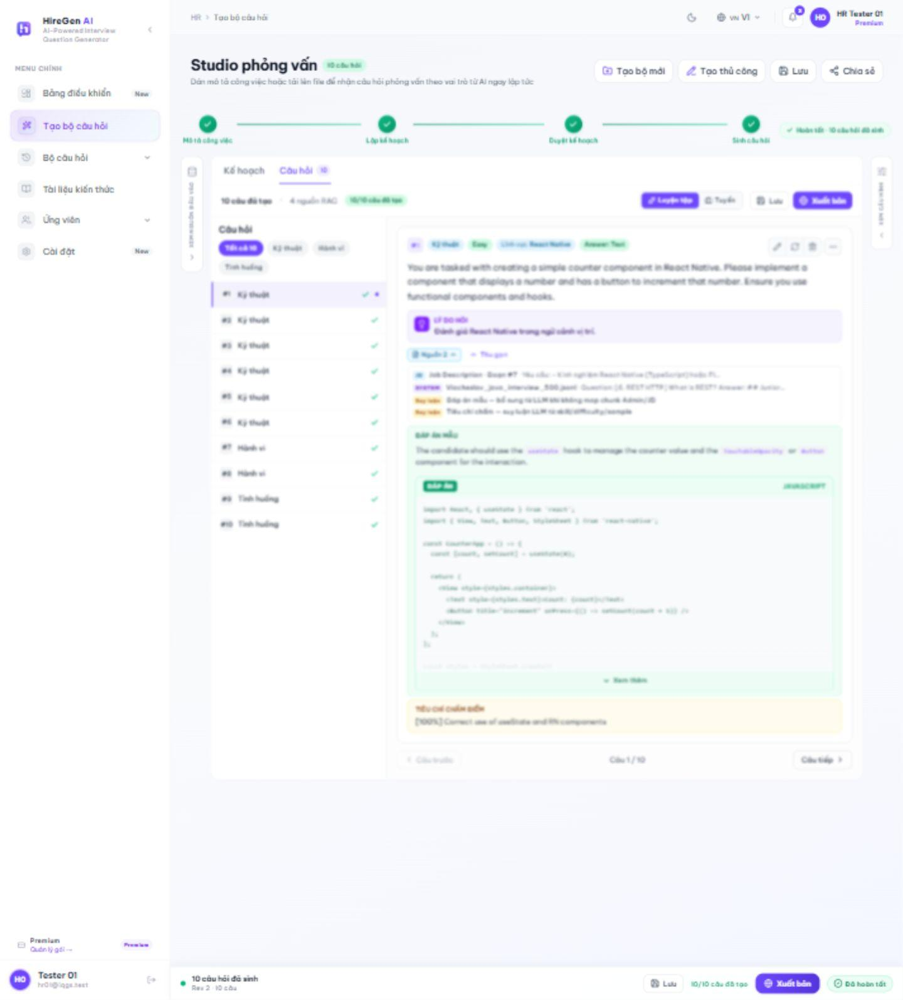 HireGen AI
AI-Powered Interview
Question Generator
MENU CHÍNH
Bảng điều khiển New
Tạo bộ câu hỏi
Bộ câu hỏi
Tài liệu kiến thức
Ứng viên
Cài đặt New
Premium
Quản lý gói → Premium
H0 Tester 01
hr01@iqgs.test
HR > Tạo bộ câu hỏi
VN VI
3
H0 HR Tester 01
Premium
Studio phỏng vấn 10 câu hỏi
Dán mô tả công việc hoặc tải lên file để nhận câu hỏi phỏng vấn theo vai trò từ AI ngay lập tức
Tạo bộ mới Tạo thủ công Lưu Chia sẻ
Mô tả công việc Lập kế hoạch Duyệt kế hoạch Sinh câu hỏi
Hoàn tất · 10 câu hỏi đã sinh
Kế hoạch Câu hỏi 10
10 câu đã tạo · 4 nguồn RAG 10/10 câu đã tạo
Luyện tập Tuyển Lưu Xuất bản
Câu hỏi
Tất cả 10 Kỹ thuật Hành vi
Tình huống
#1 Kỹ thuật
#2 Kỹ thuật
#3 Kỹ thuật
#4 Kỹ thuật
#5 Kỹ thuật
#6 Kỹ thuật
#7 Hành vi
#8 Hành vi
#9 Tình huống
#10 Tình huống
#1 Kỹ thuật Easy Lĩnh vực: React Native Answer: Text
You are tasked with creating a simple counter component in React Native. Please implement a
component that displays a number and has a button to increment that number. Ensure you use
functional components and hooks.
LÝ DO HỎI
Đánh giá React Native trong ngữ cảnh vị trí.
Nguồn 2 Thu gọn
JD Job Description · Đoạn #7 Yêu cầu: - Kinh nghiệm React Native (TypeScript) hoặc
SYSTEM Viacheslav_java_interview_500.jsonl Question: REST HTTP What is REST? Answer: ## Junior...
Suy luận Đáp án mẫu — bổ sung từ LLM khi không map chunk Admin/JD
Suy luận Tiêu chí chấm — suy luận LLM từ skill/difficulty/sample
ĐÁP ÁN MẪU
The candidate should use the useState hook to manage the counter value and the TouchableOpacity or Button
component for the interaction.
ĐÁP ÁN JAVASCRIPT
import React, { useState } from 'react';
import { View, Text, Button, StyleSheet } from 'react-native';
const CounterApp = () => {
const [count, setCount] = useState(0);
return (
<View style={styles.container}>
<Text style={styles.text}>Count: {count}</Text>
<Button title="Increment" onPress={() => setCount(count + 1)} />
</View>
);
};
const styles = StyleSheet.create({
Xem thêm
TIÊU CHÍ CHẤM ĐIỂM
[100%] Correct use of useState and RN components
Câu trước Câu 1 / 10 Câu tiếp
10 câu hỏi đã sinh
Rev 2 · 10 câu
Lưu 10/10 câu đã tạo Xuất bản Đã hoàn tất